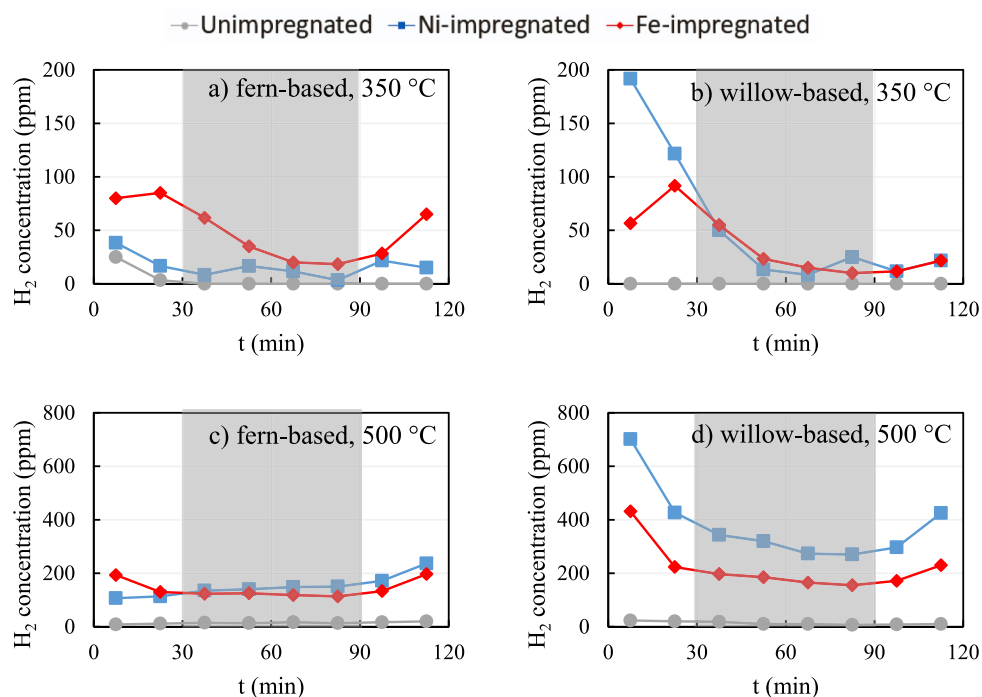 Unimpregnated Ni-impregnated Fe-impregnated
a) fern-based, 350 °C
H₂ concentration (ppm)
200
150
100
50
0
0 30 60 90 120
t (min)
b) willow-based, 350 °C
H₂ concentration (ppm)
200
150
100
50
0
0 30 60 90 120
t (min)
c) fern-based, 500 °C
H₂ concentration (ppm)
800
600
400
200
0
0 30 60 90 120
t (min)
d) willow-based, 500 °C
H₂ concentration (ppm)
800
600
400
200
0
0 30 60 90 120
t (min)